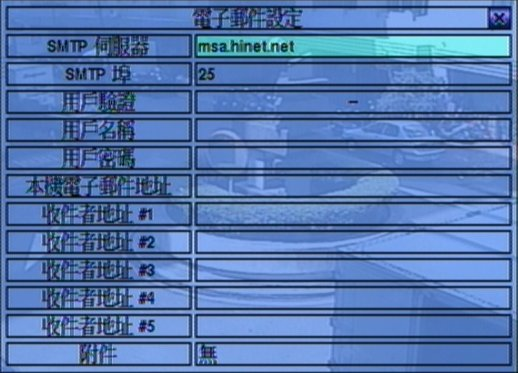 電子郵件設定
SMTP 伺服器 msa.hinet.net
SMTP 埠 25
用戶驗證 –
用戶名稱
用戶密碼
本機電子郵件地址
收件者地址 #1
收件者地址 #2
收件者地址 #3
收件者地址 #4
收件者地址 #5
附件 無